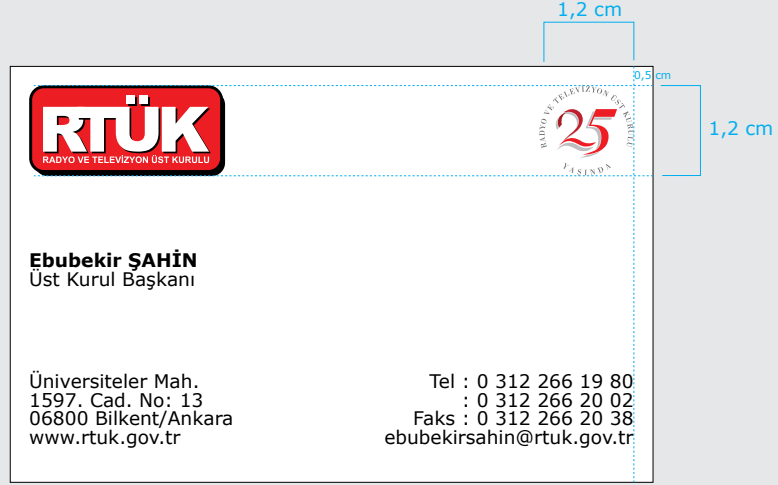 1,2 cm
0,5 cm
1,2 cm
RTÜK
RADYO VE TELEVİZYON ÜST KURULU
RADYO VE TELEVİZYON ÜST KURULU
25
YAŞINDA
Ebubekir ŞAHİN
Üst Kurul Başkanı
Üniversiteler Mah.
1597. Cad. No: 13
06800 Bilkent/Ankara
www.rtuk.gov.tr
Tel : 0 312 266 19 80
: 0 312 266 20 02
Faks : 0 312 266 20 38
ebubekirsahin@rtuk.gov.tr